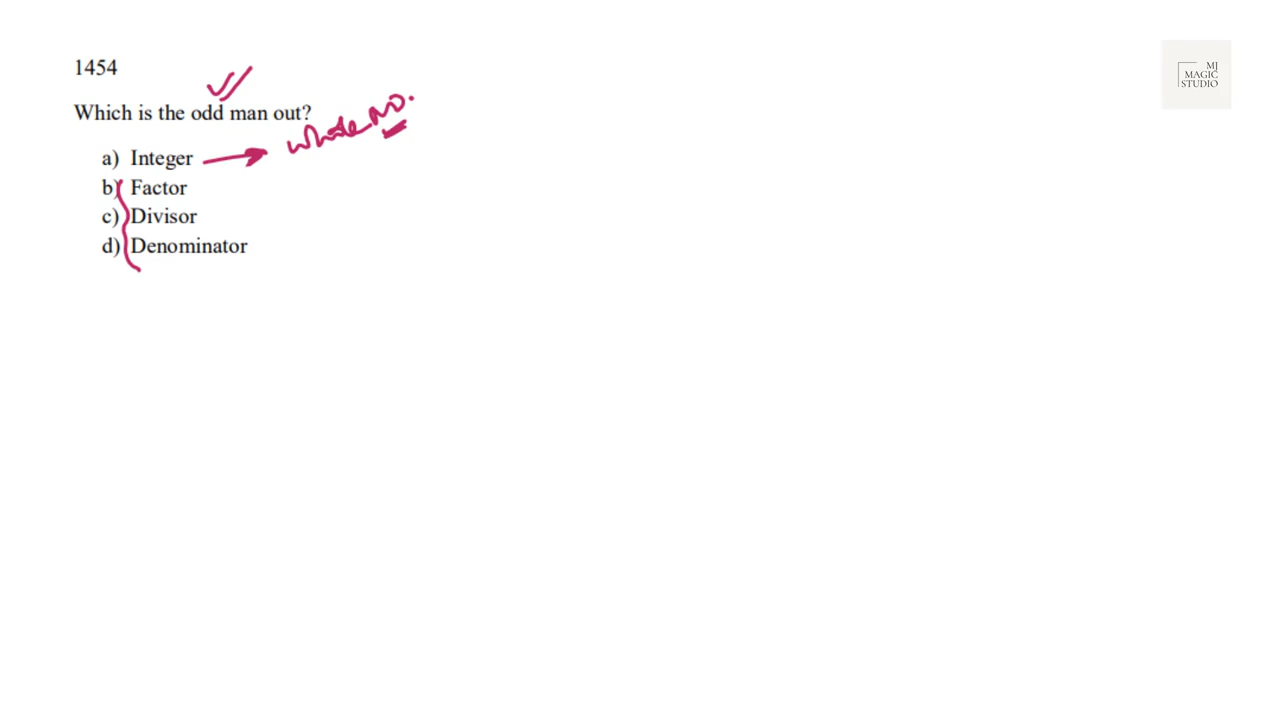 1454
Which is the odd man out?
whole no.
a) Integer
b) Factor
c) Divisor
d) Denominator
MJ
MAGIC
STUDIO